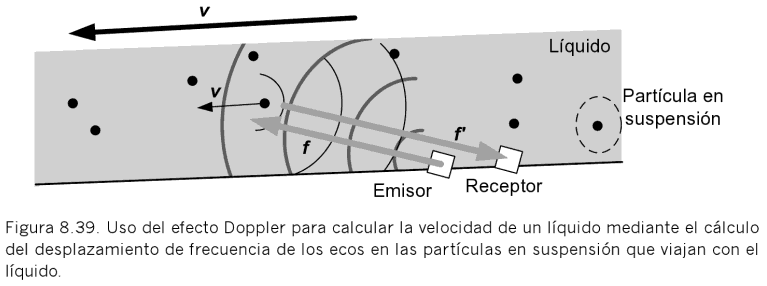 v
Líquido
v
Partícula en
suspensión
f'
f
Emisor
Receptor
Figura 8.39. Uso del efecto Doppler para calcular la velocidad de un líquido mediante el cálculo
del desplazamiento de frecuencia de los ecos en las partículas en suspensión que viajan con el
líquido.